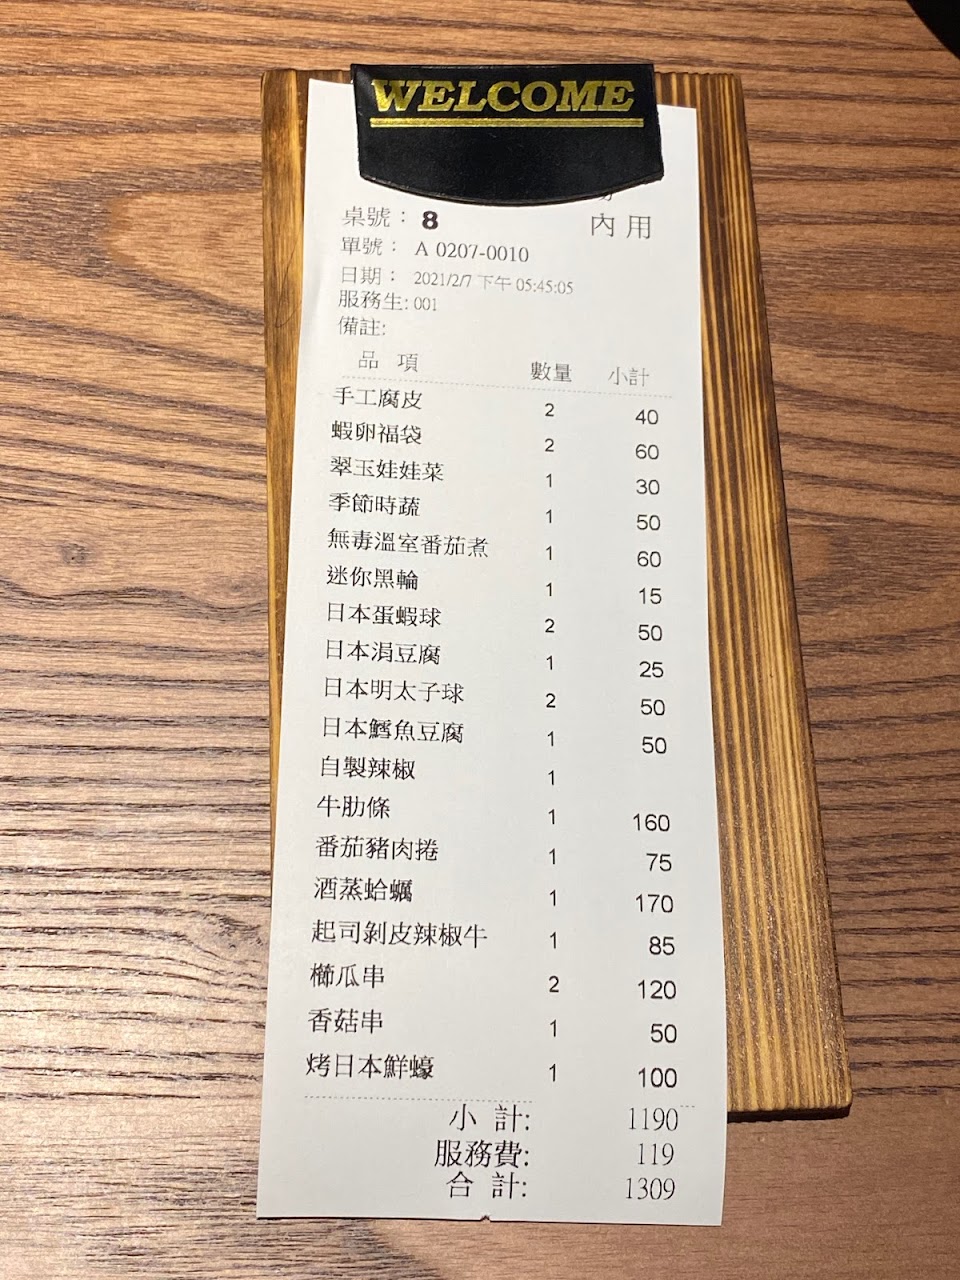 WELCOME
內用
桌號： 8
單號： A 0207-0010
日期： 2021/2/7 下午 05:45:05
服務生: 001
備註:
品 項 數量 小計
手工腐皮 2 40
蝦卵福袋 2 60
翠玉娃娃菜 1 30
季節時蔬 1 50
無毒溫室番茄煮 1 60
迷你黑輪 1 15
日本蛋蝦球 2 50
日本涓豆腐 1 25
日本明太子球 2 50
日本鱈魚豆腐 1 50
自製辣椒 1
牛肋條 1 160
番茄豬肉捲 1 75
酒蒸蛤蠣 1 170
起司剝皮辣椒牛 1 85
櫛瓜串 2 120
香菇串 1 50
烤日本鮮蠔 1 100
小 計: 1190
服務費: 119
合 計: 1309